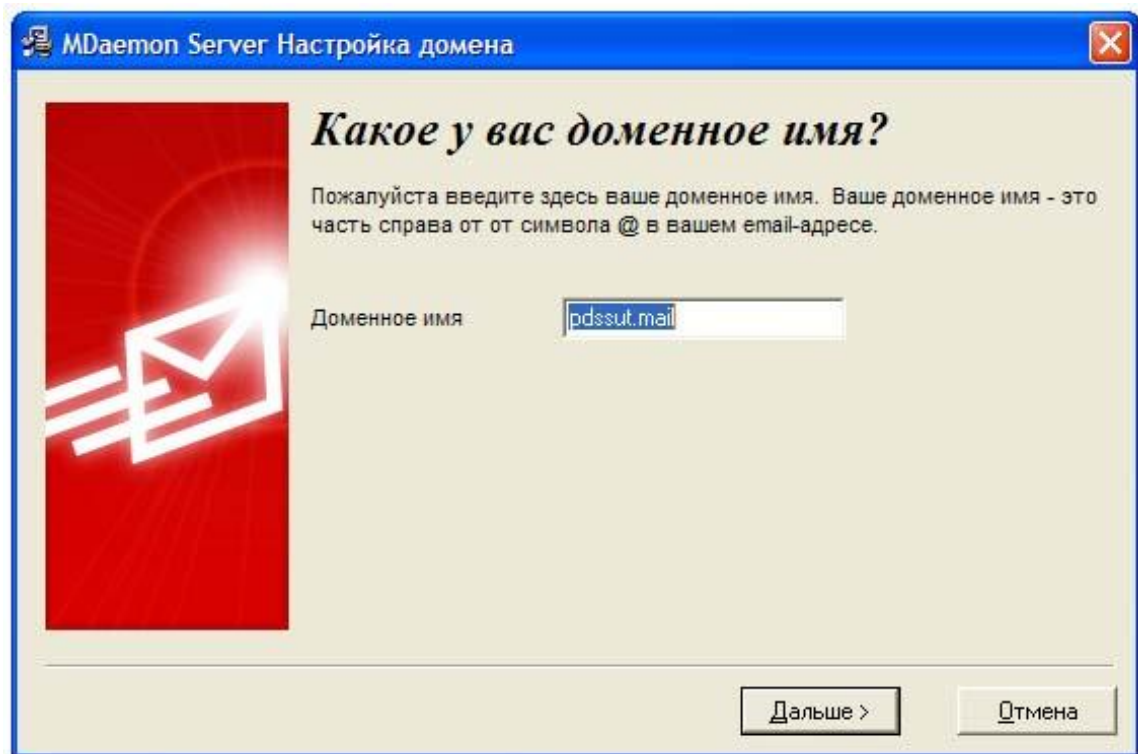 MDaemon Server Настройка домена
Какое у вас доменное имя?
Пожалуйста введите здесь ваше доменное имя. Ваше доменное имя - это
часть справа от от символа @ в вашем email-адресе.
Доменное имя
pdssut.mail
Дальше >
Отмена